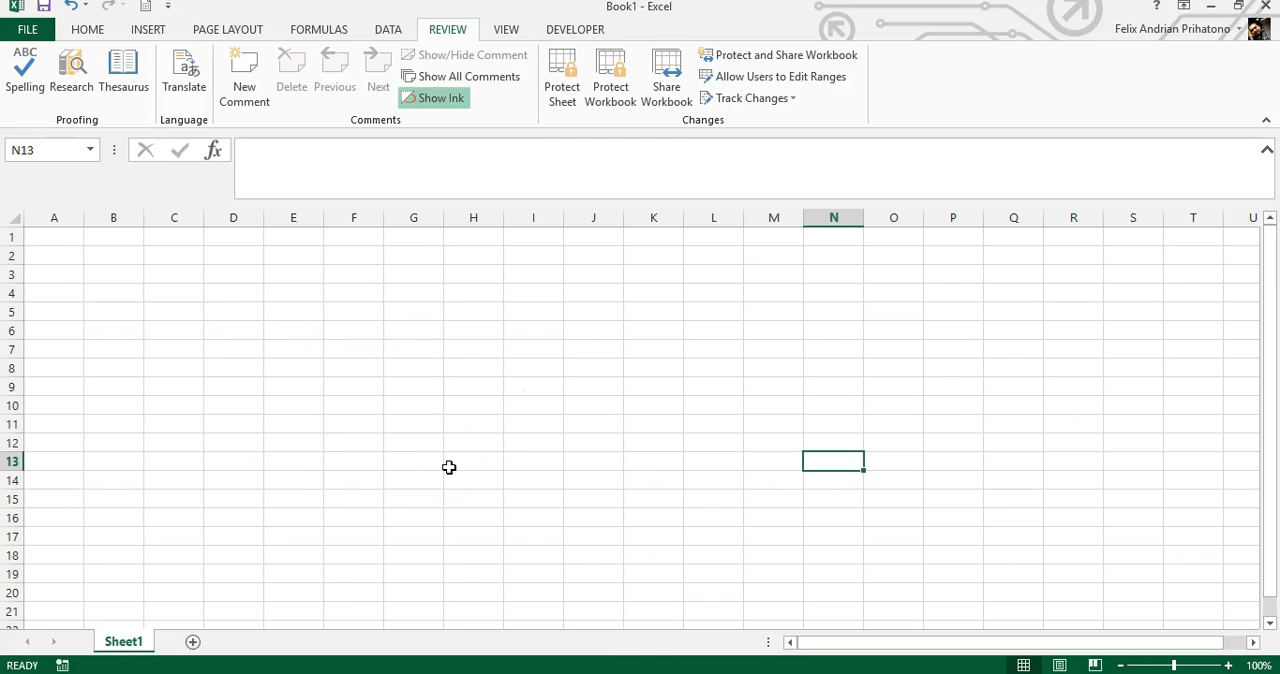 Book1 - Excel
?
FILE HOME INSERT PAGE LAYOUT FORMULAS DATA REVIEW VIEW DEVELOPER Felix Andrian Prihatono
ABC
Spelling Research Thesaurus Translate New Comment Delete Previous Next Show/Hide Comment
Show All Comments
Show Ink
Protect Sheet Protect Workbook Share Workbook Protect and Share Workbook
Allow Users to Edit Ranges
Track Changes
Proofing Language Comments Changes
N13 fx
A B C D E F G H I J K L M N O P Q R S T U
1
2
3
4
5
6
7
8
9
10
11
12
13
14
15
16
17
18
19
20
21
22
Sheet1
READY 100%